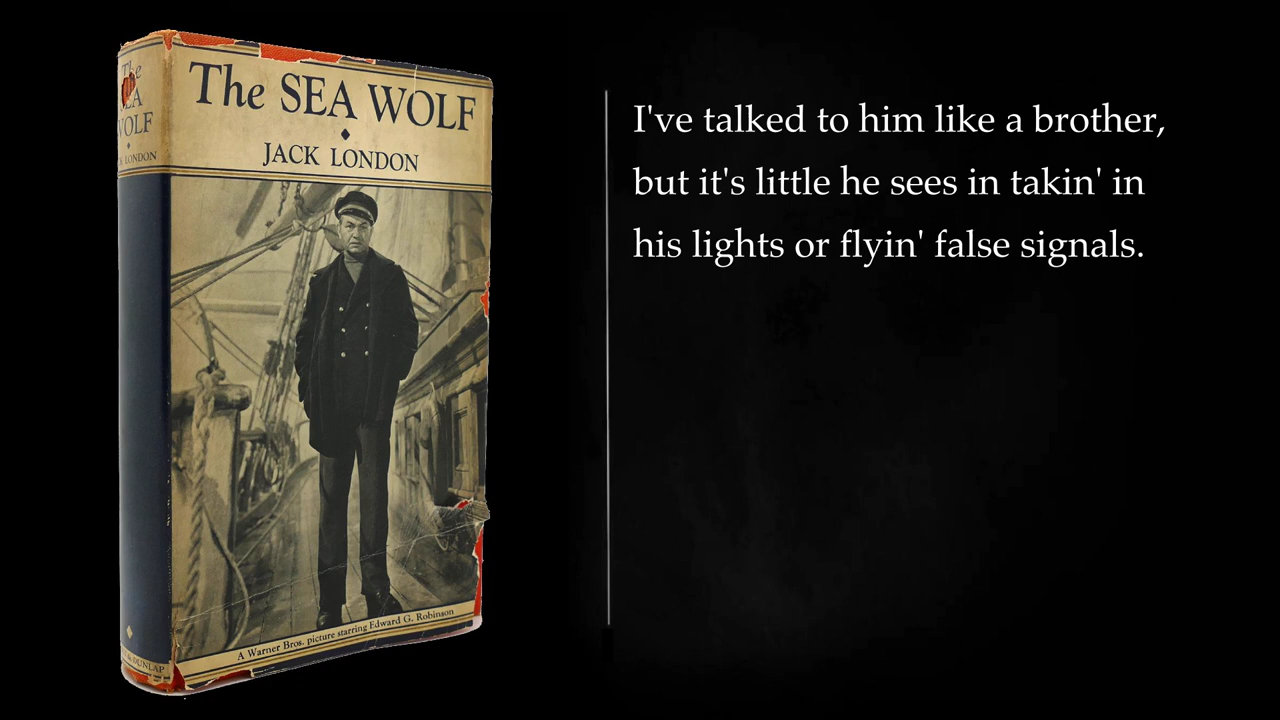 The SEA WOLF
JACK LONDON
A Warner Bros. picture starring Edward G. Robinson
The
SEA
WOLF
LONDON
DUNLAP
I've talked to him like a brother,
but it's little he sees in takin' in
his lights or flyin' false signals.